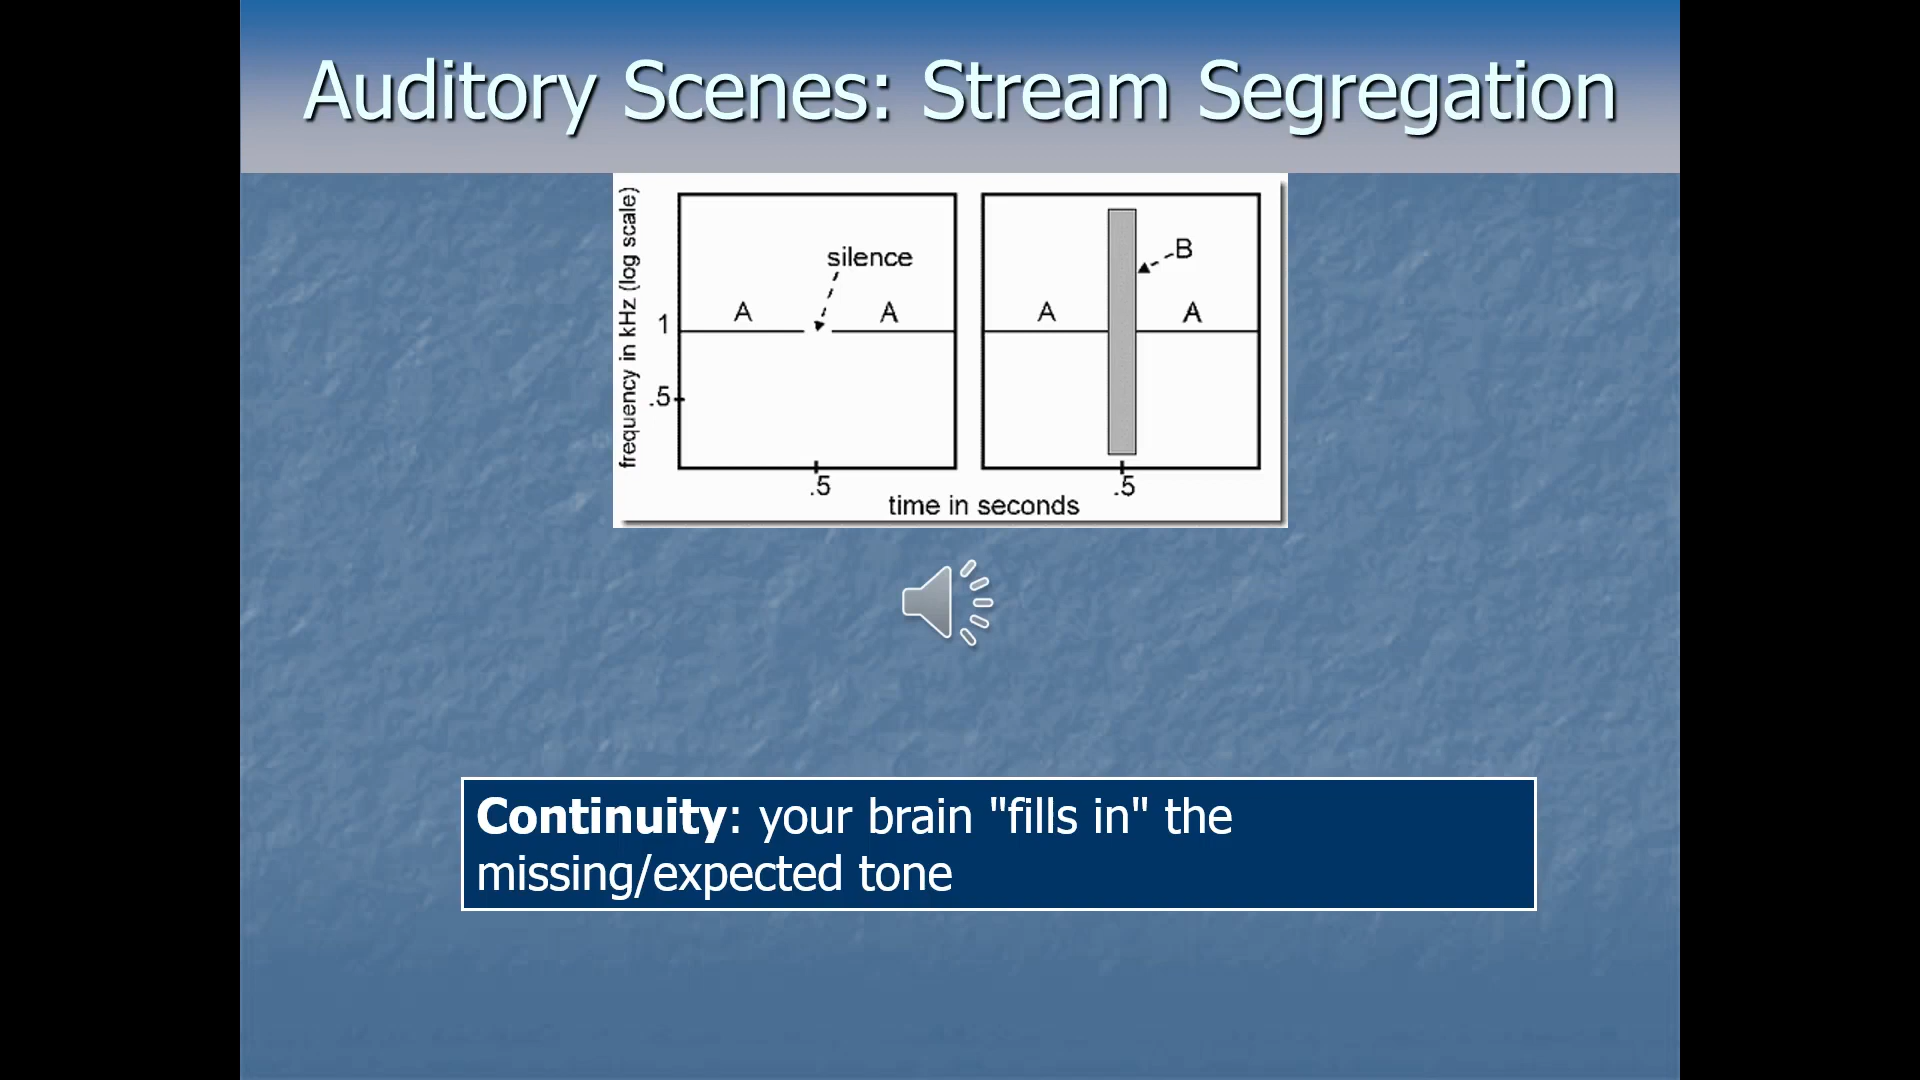 Auditory Scenes: Stream Segregation
frequency in kHz (log scale)
silence
A
A
1
.5
.5
B
A
A
.5
time in seconds
Continuity: your brain "fills in" the
missing/expected tone